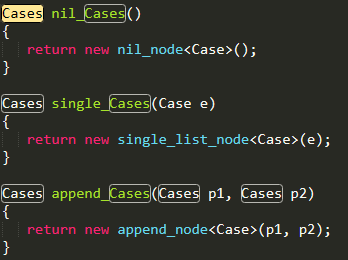 Cases nil_Cases()
{
return new nil_node<Case>();
}
Cases single_Cases(Case e)
{
return new single_list_node<Case>(e);
}
Cases append_Cases(Cases p1, Cases p2)
{
return new append_node<Case>(p1, p2);
}